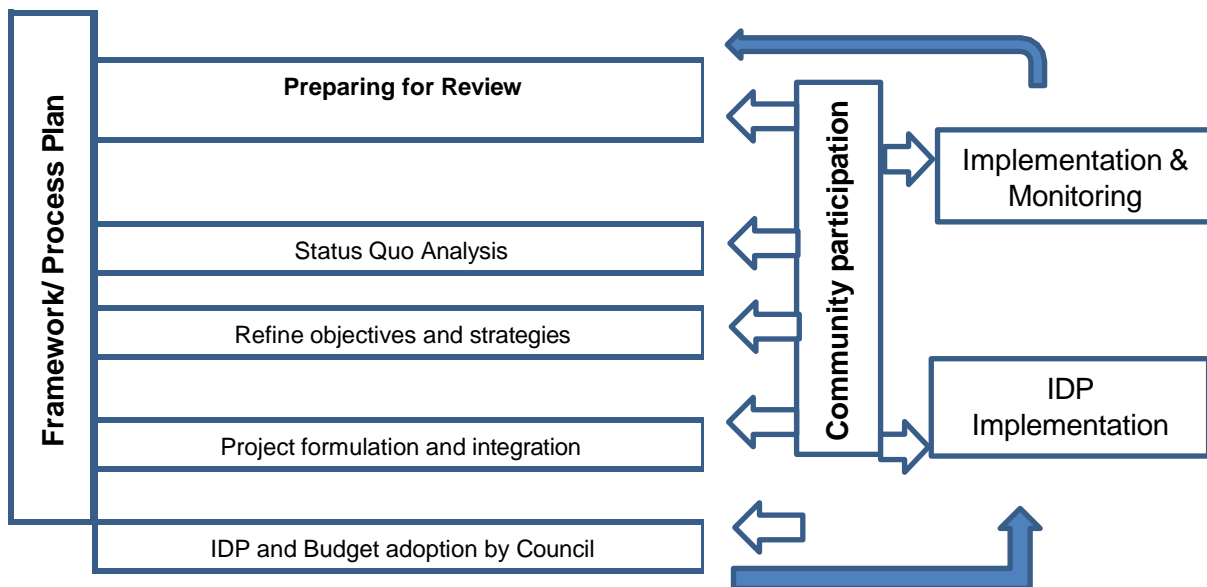 Framework/ Process Plan
Preparing for Review
Status Quo Analysis
Refine objectives and strategies
Project formulation and integration
IDP and Budget adoption by Council
Community participation
Implementation &
Monitoring
IDP
Implementation